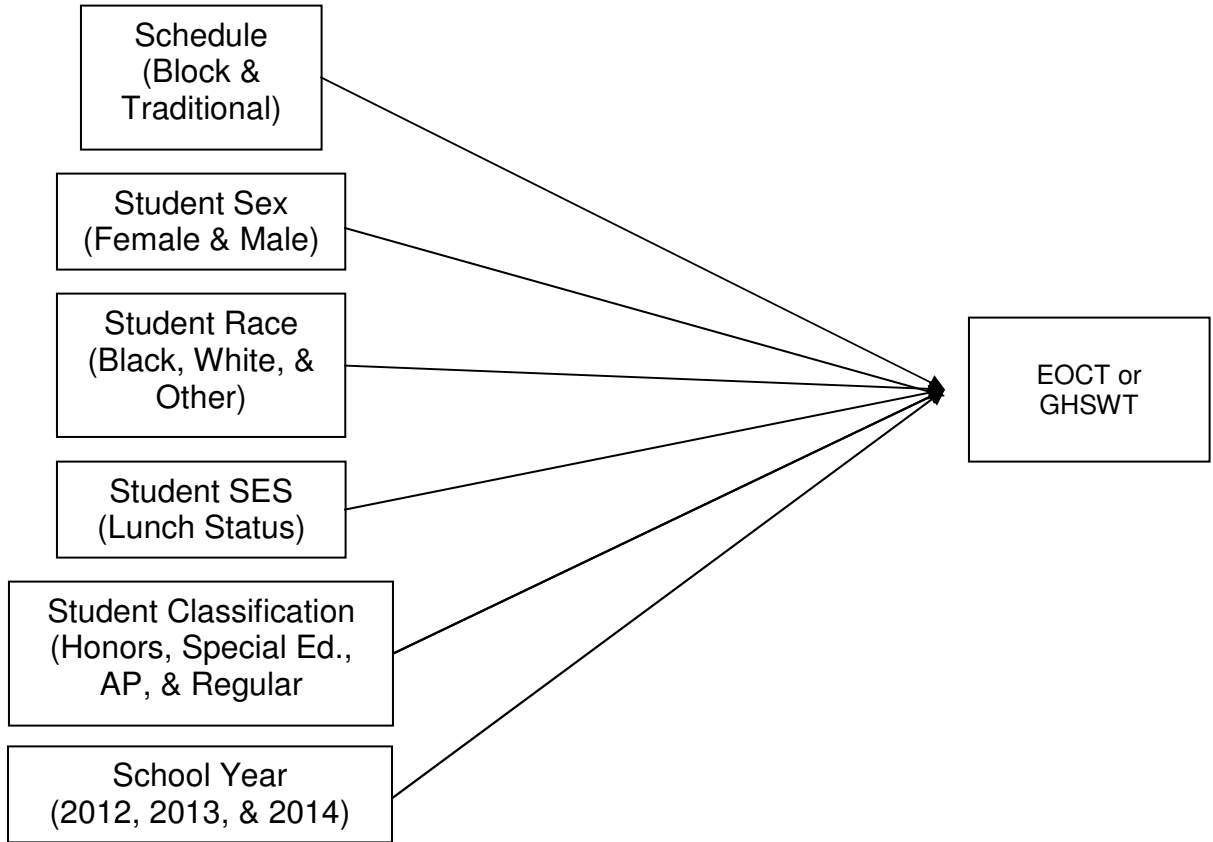 Schedule
(Block &
Traditional)
Student Sex
(Female & Male)
Student Race
(Black, White, &
Other)
Student SES
(Lunch Status)
Student Classification
(Honors, Special Ed.,
AP, & Regular
School Year
(2012, 2013, & 2014)
EOCT or
GHSWT